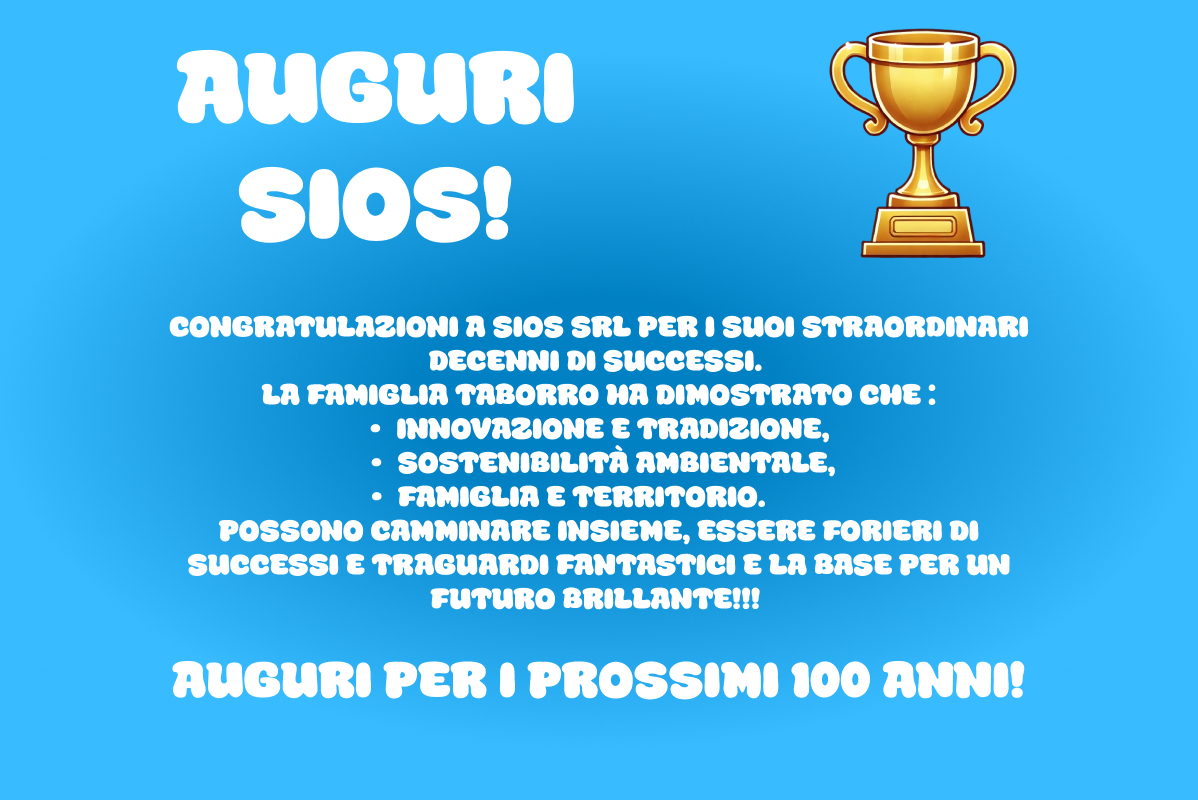 AUGURI
SIOS!
CONGRATULAZIONI A SIOS SRL PER I SUOI STRAORDINARI
DECENNI DI SUCCESSI.
LA FAMIGLIA TABORRO HA DIMOSTRATO CHE :
• INNOVAZIONE E TRADIZIONE,
• SOSTENIBILITÀ AMBIENTALE,
• FAMIGLIA E TERRITORIO.
POSSONO CAMMINARE INSIEME, ESSERE FORIERI DI
SUCCESSI E TRAGUARDI FANTASTICI E LA BASE PER UN
FUTURO BRILLANTE!!!
AUGURI PER I PROSSIMI 100 ANNI!